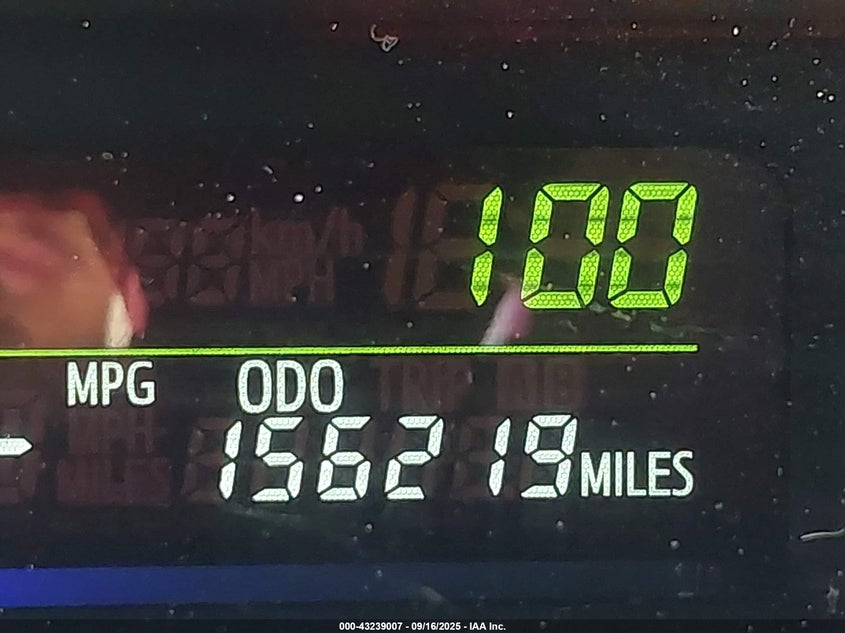 100
MPG ODO
156219 MILES
000-43239007 - 09/16/2025 - IAA Inc.